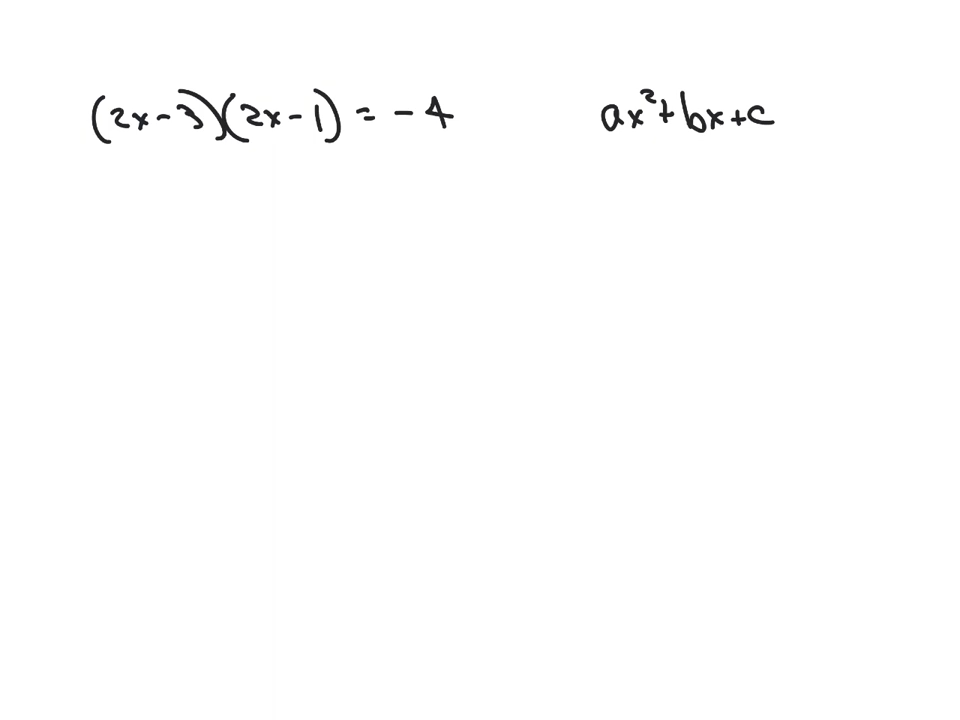 (2x-3)(2x-1) = -4
ax²+bx+c